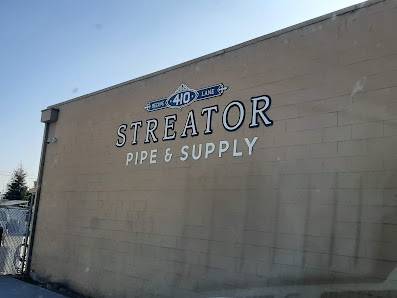 410
LANE
STREATOR
PIPE & SUPPLY